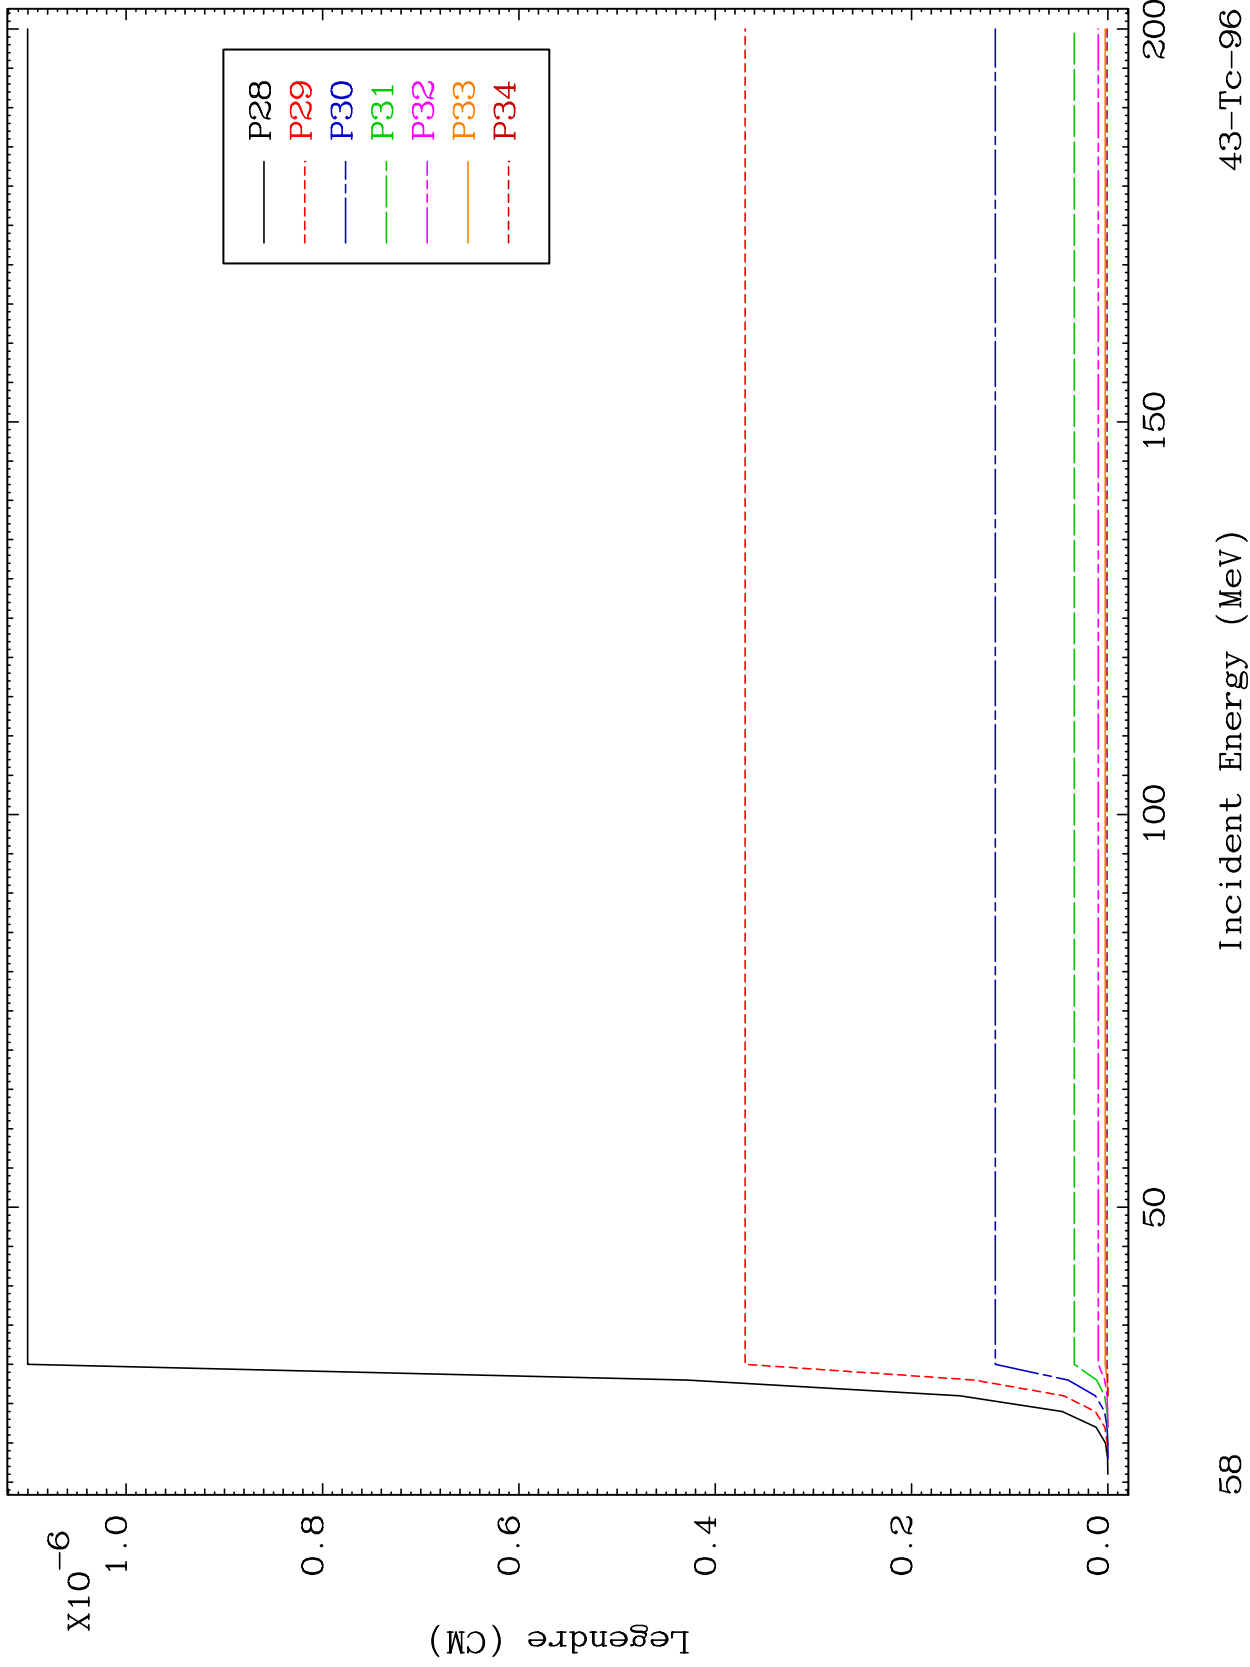 X10-6
1.0
0.8
0.6
0.4
0.2
0.0
Legendre (CM)
P28
P29
P30
P31
P32
P33
P34
50
100
150
200
Incident Energy (MeV)
58
43-Tc-96